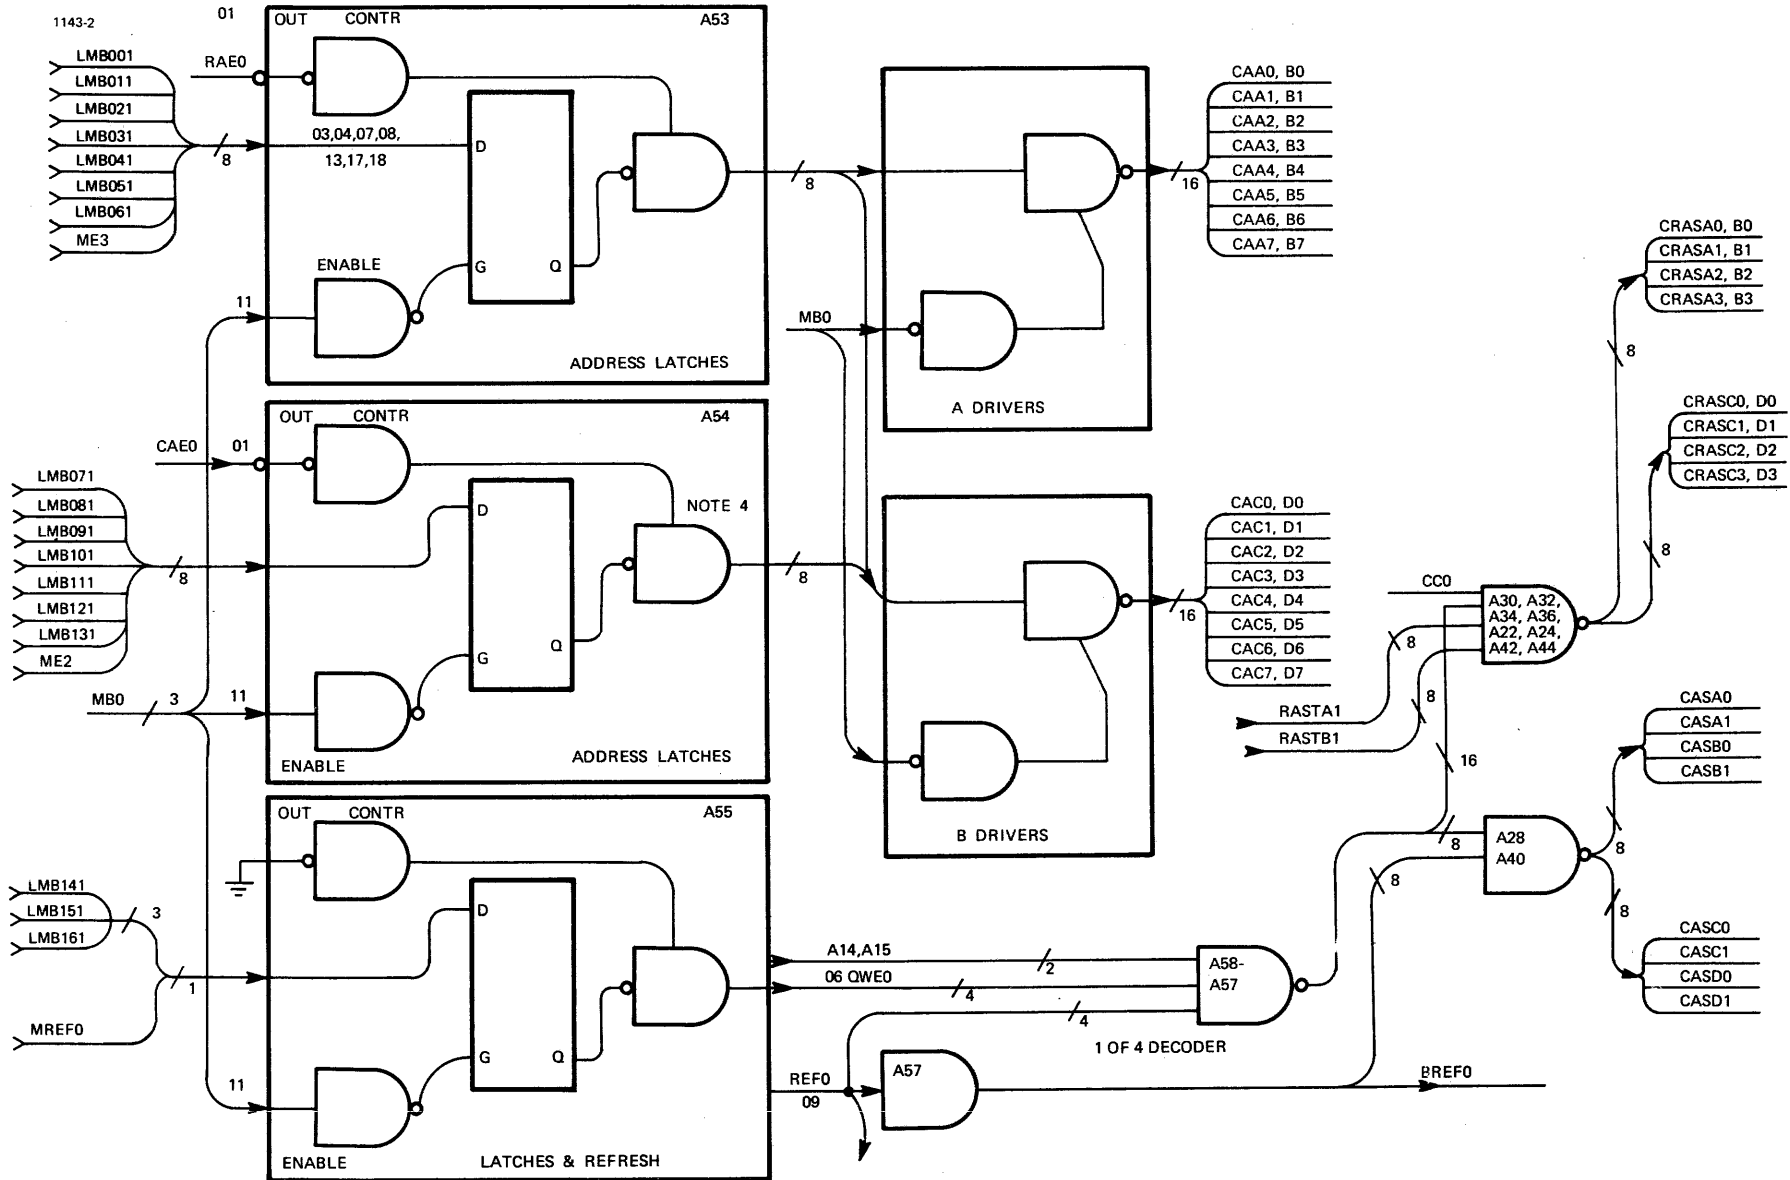 1143-2
01
OUT CONTR
A53
RAE0
LMB001
LMB011
LMB021
LMB031
LMB041
LMB051
LMB061
ME3
8
03,04,07,08,
13,17,18
D
G
Q
ENABLE
11
ADDRESS LATCHES
8
MB0
A DRIVERS
16
CAA0, B0
CAA1, B1
CAA2, B2
CAA3, B3
CAA4, B4
CAA5, B5
CAA6, B6
CAA7, B7
CRASA0, B0
CRASA1, B1
CRASA2, B2
CRASA3, B3
8
CRASC0, D0
CRASC1, D1
CRASC2, D2
CRASC3, D3
8
OUT CONTR
A54
CAE0
01
LMB071
LMB081
LMB091
LMB101
LMB111
LMB121
LMB131
ME2
8
D
G
Q
NOTE 4
8
MB0
3
11
ENABLE
ADDRESS LATCHES
B DRIVERS
16
CAC0, D0
CAC1, D1
CAC2, D2
CAC3, D3
CAC4, D4
CAC5, D5
CAC6, D6
CAC7, D7
CC0
A30, A32,
A34, A36,
A22, A24,
A42, A44
8
8
RASTA1
RASTB1
16
CASA0
CASA1
CASB0
CASB1
8
A28
A40
8
8
8
CASC0
CASC1
CASD0
CASD1
OUT CONTR
A55
LMB141
LMB151
LMB161
3
1
MREF0
D
G
Q
11
ENABLE
LATCHES & REFRESH
A14,A15
2
06 QWE0
4
4
A58-
A57
1 OF 4 DECODER
REF0
09
A57
BREF0